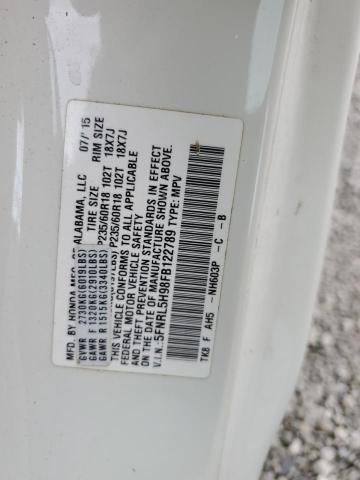 MFD. BY HONDA MFG. OF ALABAMA, LLC 07/ 15
GVWR 2730KG(6019LBS) TIRE SIZE RIM SIZE
GAWR F 1320KG(2910LBS) P235/60R18 102T 18X7J
GAWR R 1515KG(3340LBS) P235/60R18 102T 18X7J
THIS VEHICLE CONFORMS TO ALL APPLICABLE
FEDERAL MOTOR VEHICLE SAFETY
AND THEFT PREVENTION STANDARDS IN EFFECT
ON THE DATE OF MANUFACTURE SHOWN ABOVE.
V.I.N.: 5FNRL5H98FB122789 TYPE: MPV
TK8 F AH5 -NH603P -C -B